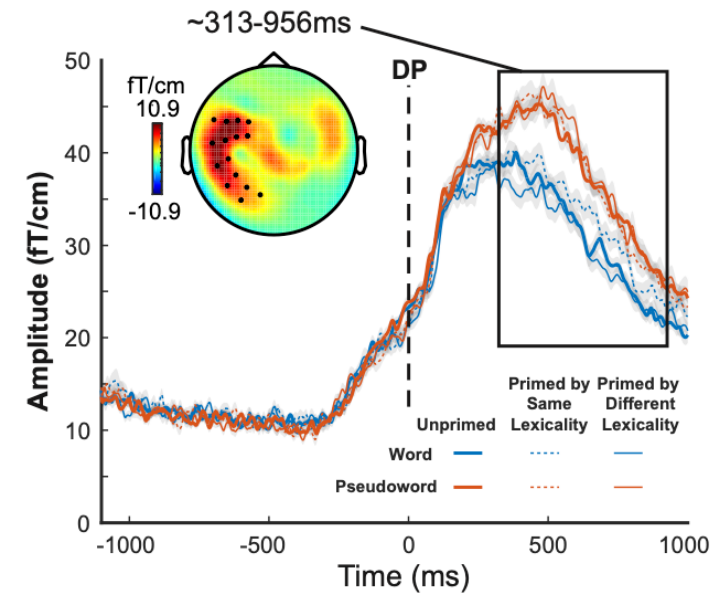 ~313-956ms
50
DP
fT/cm
10.9
-10.9
40
30
20
10
0
Amplitude (fT/cm)
Primed by Primed by
Same Different
Unprimed Lexicality Lexicality
Word
Pseudoword
-1000 -500 0 500 1000
Time (ms)